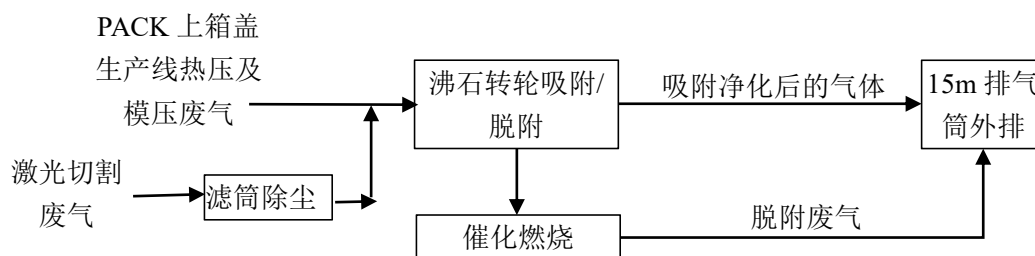 PACK 上箱盖
生产线热压及
模压废气
沸石转轮吸附/
脱附
吸附净化后的气体
15m 排气
筒外排
激光切割
废气
滤筒除尘
催化燃烧
脱附废气